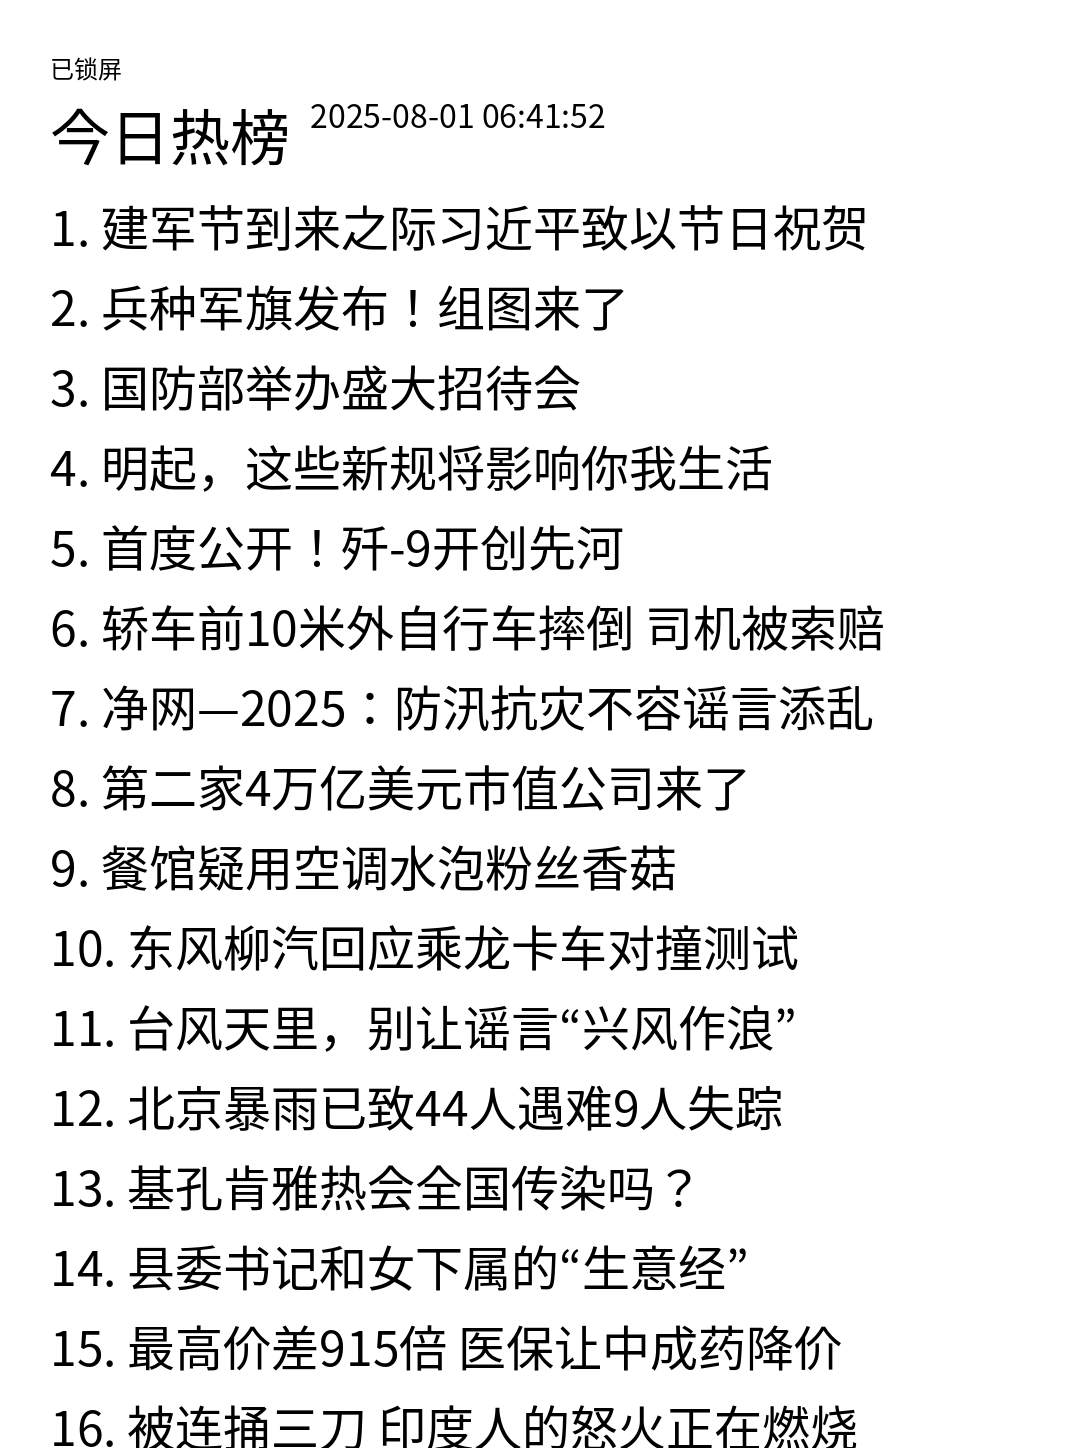 已锁屏
今日热榜 2025-08-01 06:41:52
1. 建军节到来之际习近平致以节日祝贺
2. 兵种军旗发布！组图来了
3. 国防部举办盛大招待会
4. 明起，这些新规将影响你我生活
5. 首度公开！歼-9开创先河
6. 轿车前10米外自行车摔倒 司机被索赔
7. 净网—2025：防汛抗灾不容谣言添乱
8. 第二家4万亿美元市值公司来了
9. 餐馆疑用空调水泡粉丝香菇
10. 东风柳汽回应乘龙卡车对撞测试
11. 台风天里，别让谣言“兴风作浪”
12. 北京暴雨已致44人遇难9人失踪
13. 基孔肯雅热会全国传染吗？
14. 县委书记和女下属的“生意经”
15. 最高价差915倍 医保让中成药降价
16. 被连捅三刀 印度人的怒火正在燃烧